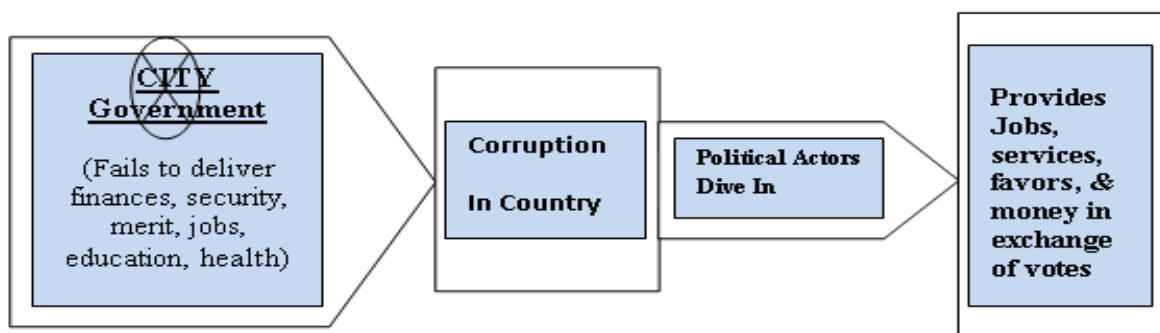 CITY
Government
(Fails to deliver
finances, security,
merit, jobs,
education, health)
Corruption
In Country
Political Actors
Dive In
Provides
Jobs,
services,
favors, &
money in
exchange
of votes